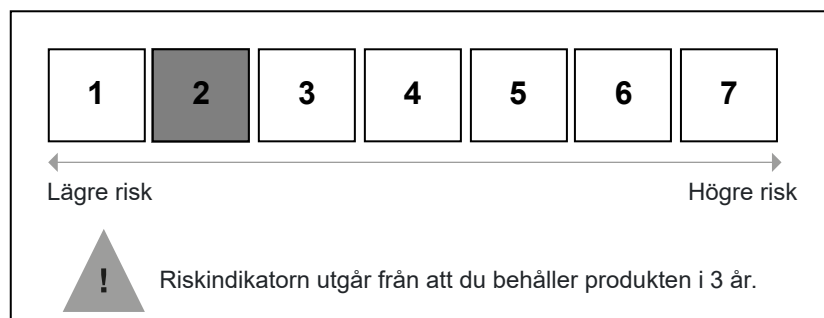 1 2 3 4 5 6 7
Lägre risk Högre risk
! Riskindikatorn utgår från att du behåller produkten i 3 år.